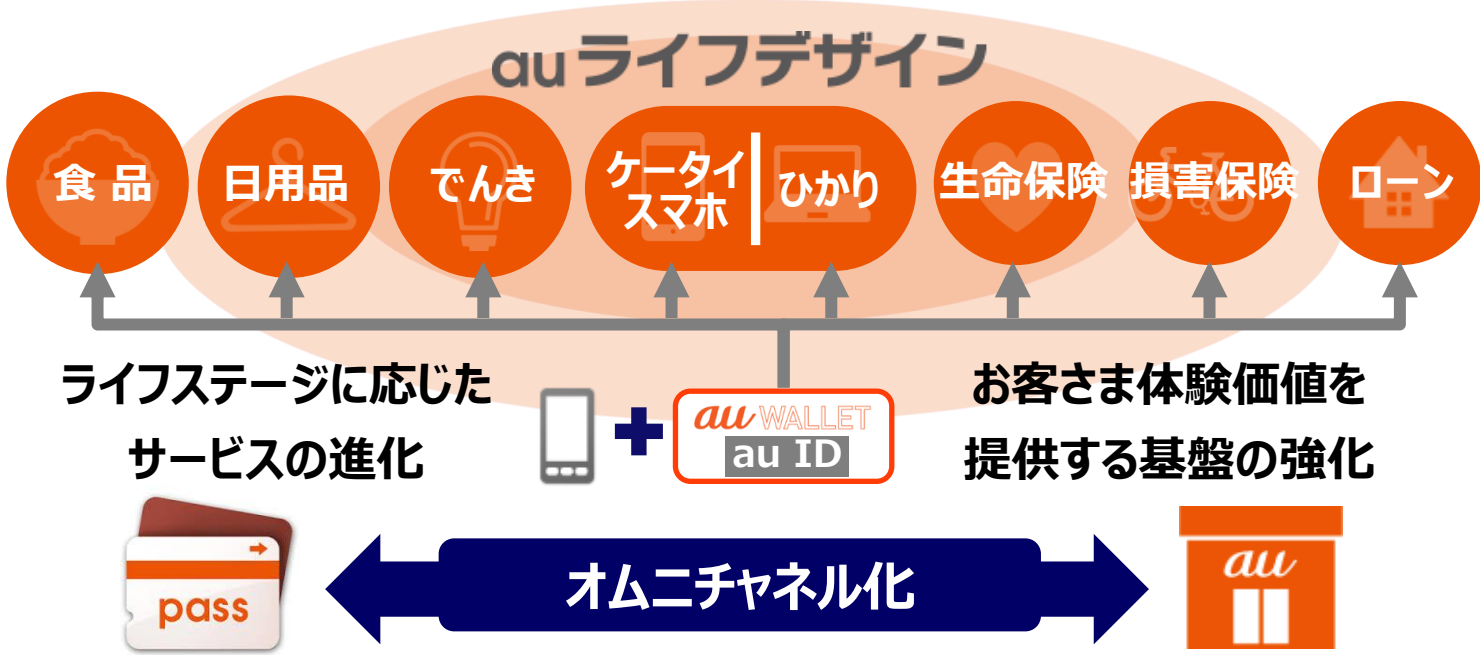 auライフデザイン
食品
日用品
でんき
ケータイ
スマホ
ひかり
生命保険
損害保険
ローン
ライフステージに応じた
サービスの進化
au WALLET
au ID
お客さま体験価値を
提供する基盤の強化
pass
オムニチャネル化
au